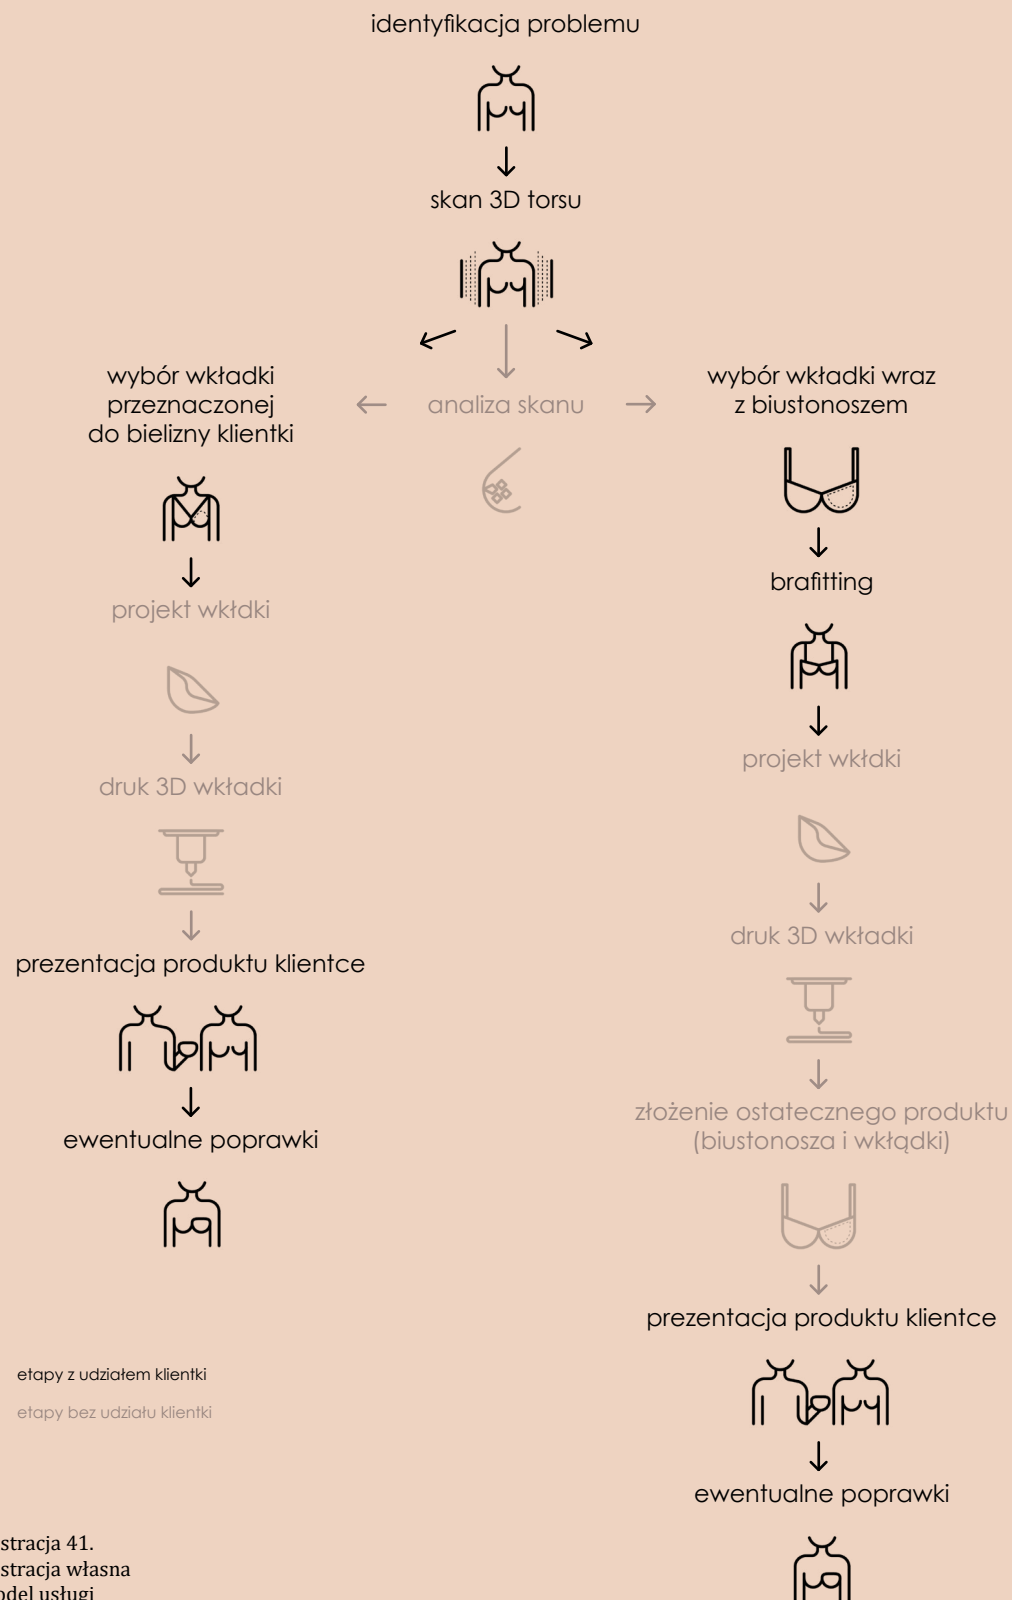 identyfikacja problemu
skan 3D torsu
wybór wkładki
przeznaczonej
do bielizny klientki
analiza skanu
wybór wkładki wraz
z biustonoszem
projekt wkłdki
druk 3D wkładki
prezentacja produktu klientce
ewentualne poprawki
brafitting
projekt wkłdki
druk 3D wkładki
złożenie ostatecznego produktu
(biustonosza i wkłądki)
prezentacja produktu klientce
ewentualne poprawki
etapy z udziałem klientki
etapy bez udziału klientki
stracja 41.
stracja własna
odel usługi